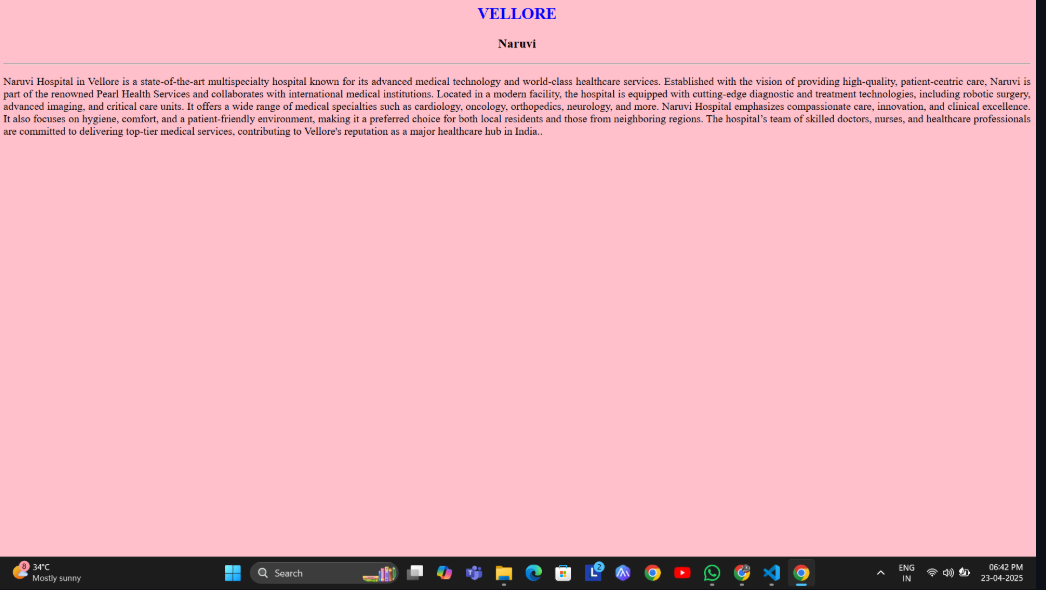 VELLORE
Naruvi
Naruvi Hospital in Vellore is a state-of-the-art multispecialty hospital known for its advanced medical technology and world-class healthcare services. Established with the vision of providing high-quality, patient-centric care, Naruvi is
part of the renowned Pearl Health Services and collaborates with international medical institutions. Located in a modern facility, the hospital is equipped with cutting-edge diagnostic and treatment technologies, including robotic surgery,
advanced imaging, and critical care units. It offers a wide range of medical specialties such as cardiology, oncology, orthopedics, neurology, and more. Naruvi Hospital emphasizes compassionate care, innovation, and clinical excellence.
It also focuses on hygiene, comfort, and a patient-friendly environment, making it a preferred choice for both local residents and those from neighboring regions. The hospital’s team of skilled doctors, nurses, and healthcare professionals
are committed to delivering top-tier medical services, contributing to Vellore's reputation as a major healthcare hub in India..
8
34°C
Mostly sunny
Search
L
2
ENG
IN
06:42 PM
23-04-2025